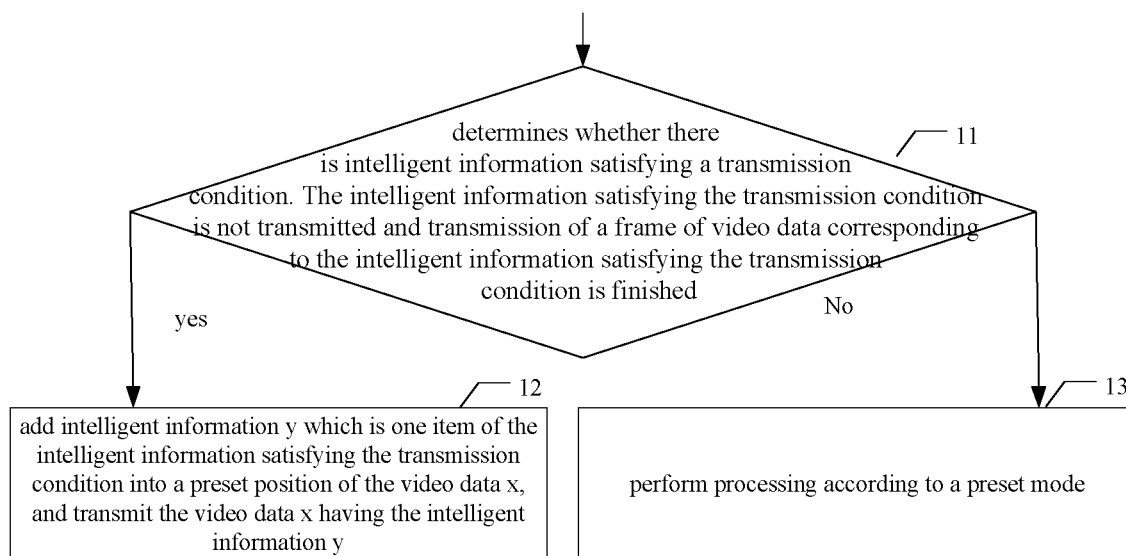 determines whether there
is intelligent information satisfying a transmission
condition. The intelligent information satisfying the transmission condition
is not transmitted and transmission of a frame of video data corresponding
to the intelligent information satisfying the transmission
condition is finished
11
yes
No
12
add intelligent information y which is one item of the
intelligent information satisfying the transmission
condition into a preset position of the video data x,
and transmit the video data x having the intelligent
information y
13
perform processing according to a preset mode